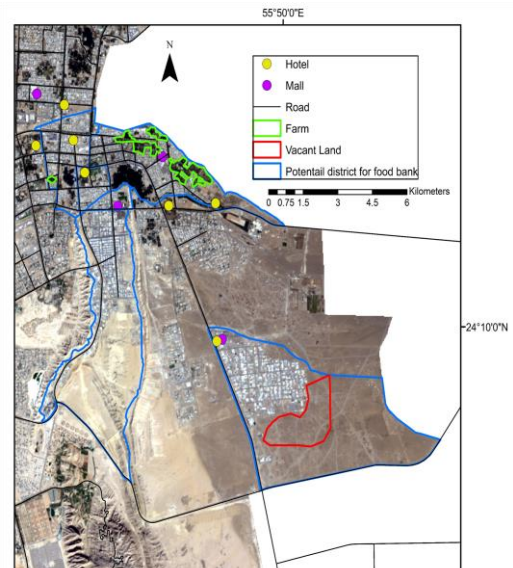 55°50'0"E
N
Hotel
Mall
Road
Farm
Vacant Land
Potentail district for food bank
Kilometers
0 0.75 1.5 3 4.5 6
24°10'0"N